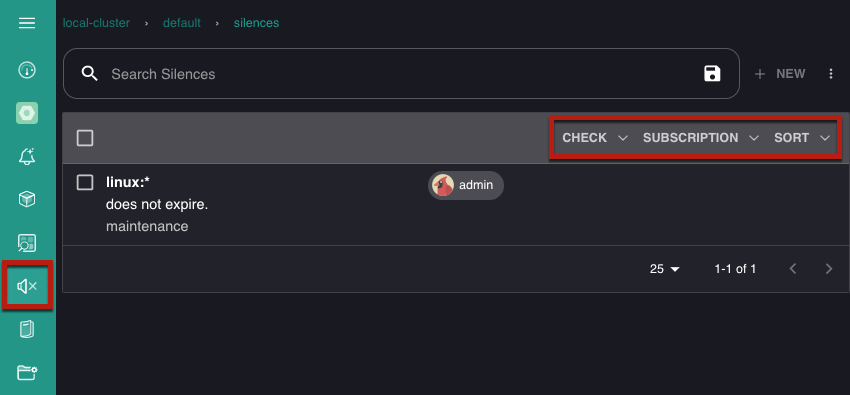 local-cluster › default › silences
Search Silences
+ NEW
CHECK SUBSCRIPTION SORT
linux:*
admin
does not expire.
maintenance
25 1-1 of 1